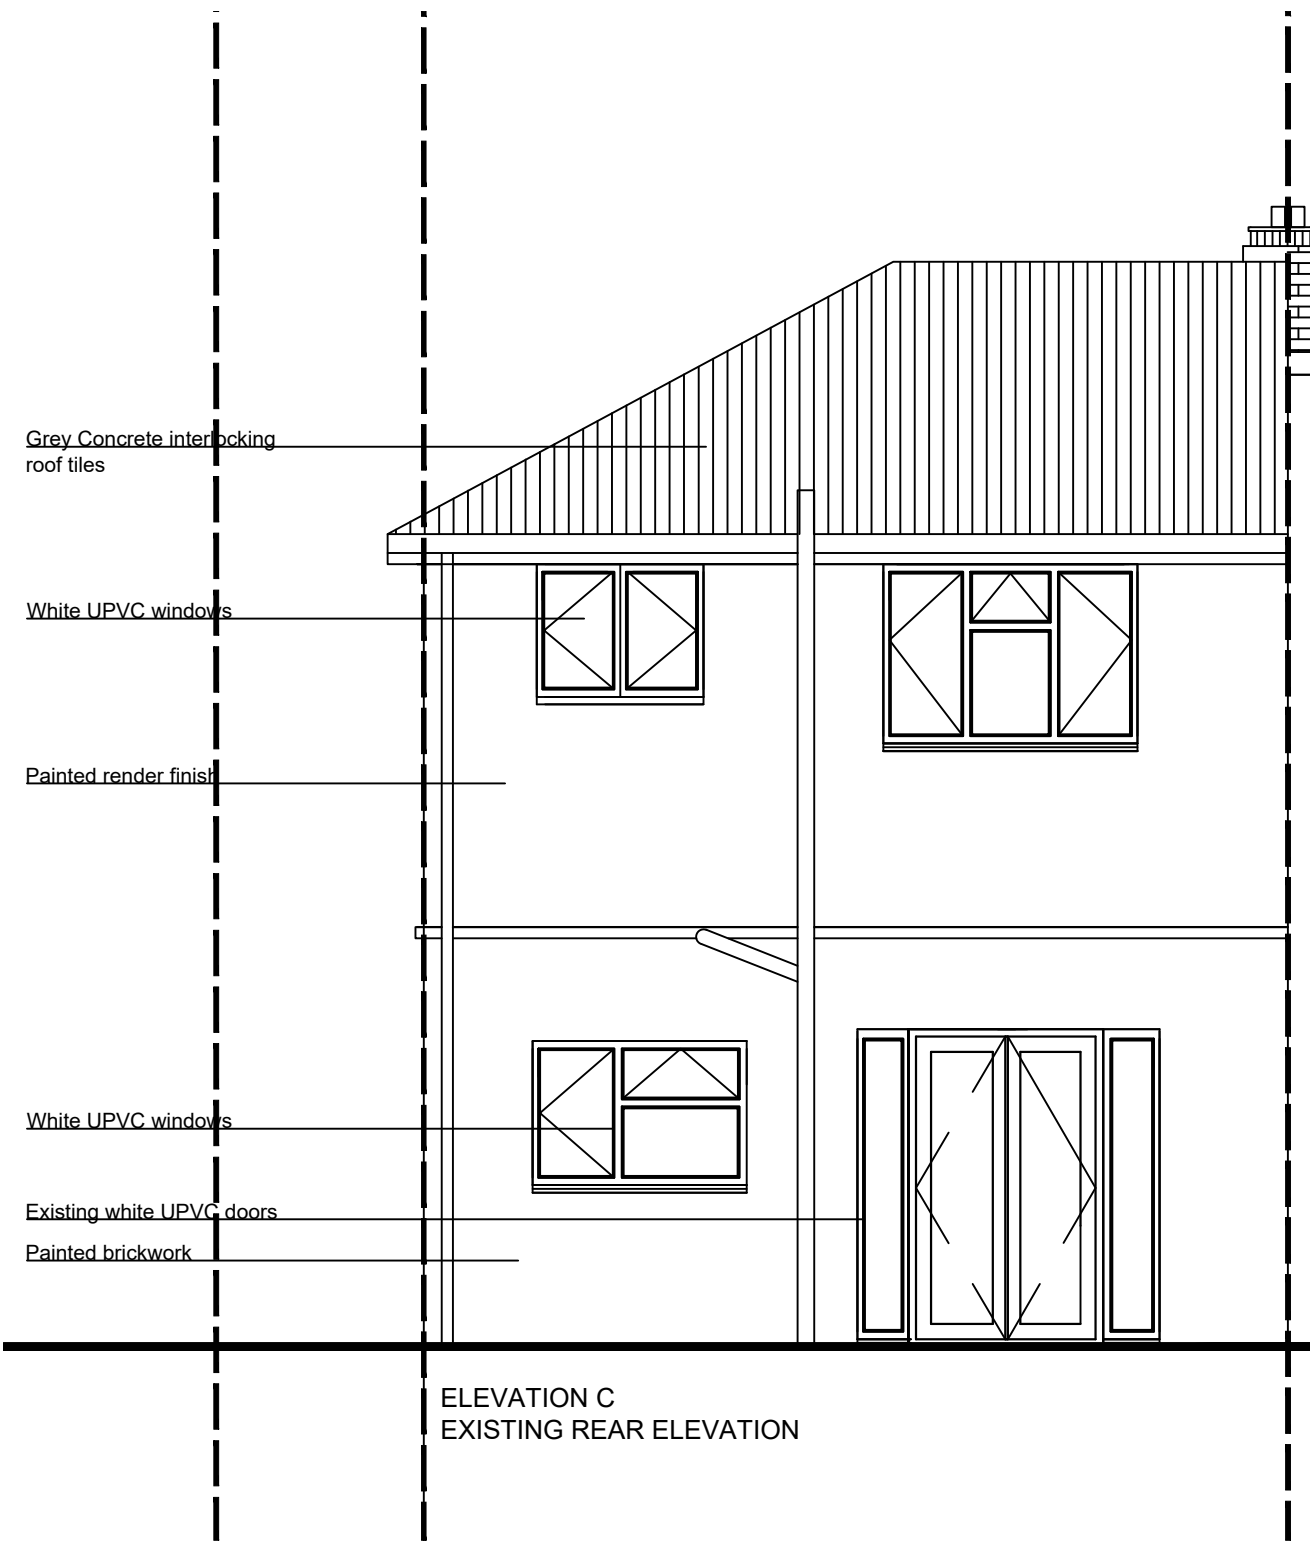 Grey Concrete interlocking
roof tiles
White UPVC windows
Painted render finish
White UPVC windows
Existing white UPVC doors
Painted brickwork
ELEVATION C
EXISTING REAR ELEVATION